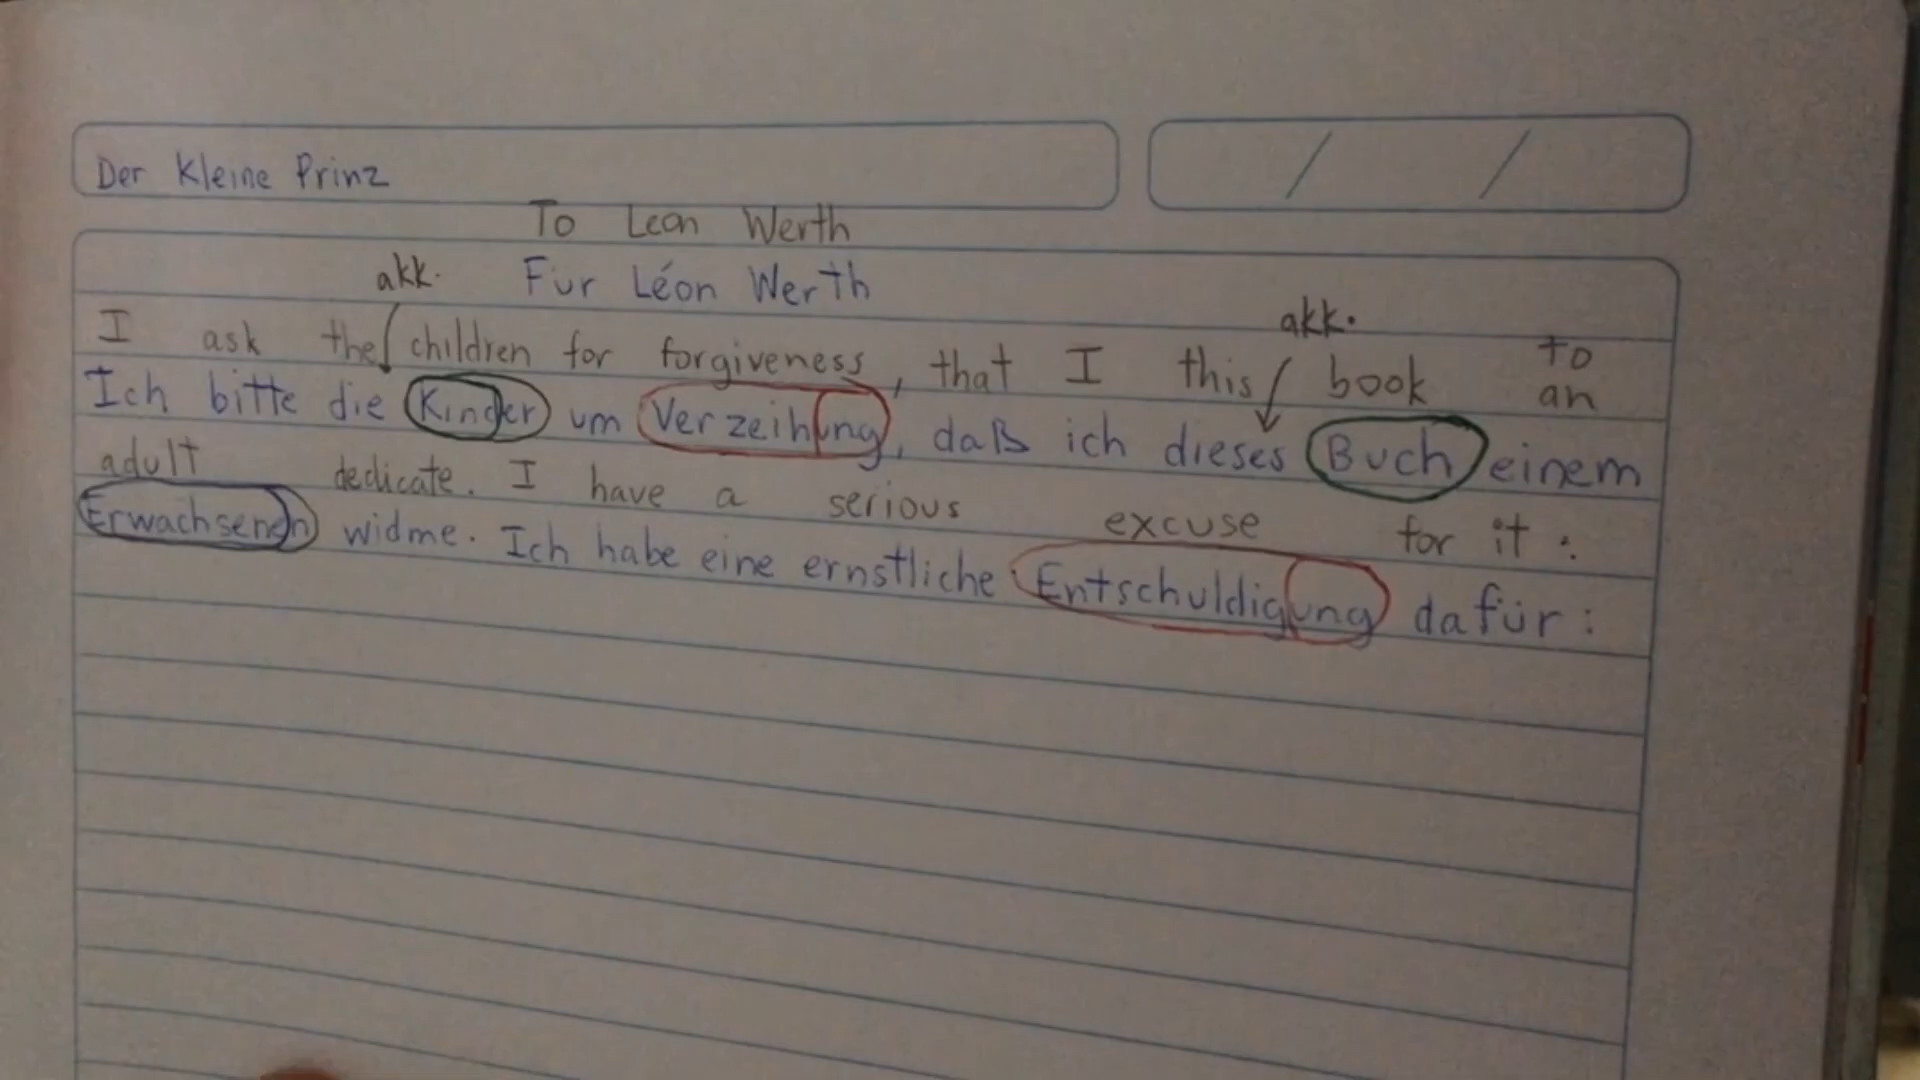 Der Kleine Prinz
To Leon Werth
akk. Für Léon Werth
akk.
I ask the children for forgiveness, that I this book to an
Ich bitte die Kinder um Verzeihung, daß ich dieses Buch einem
adult dedicate. I have a serious excuse for it:
Erwachsenen widme. Ich habe eine ernstliche Entschuldigung dafür: